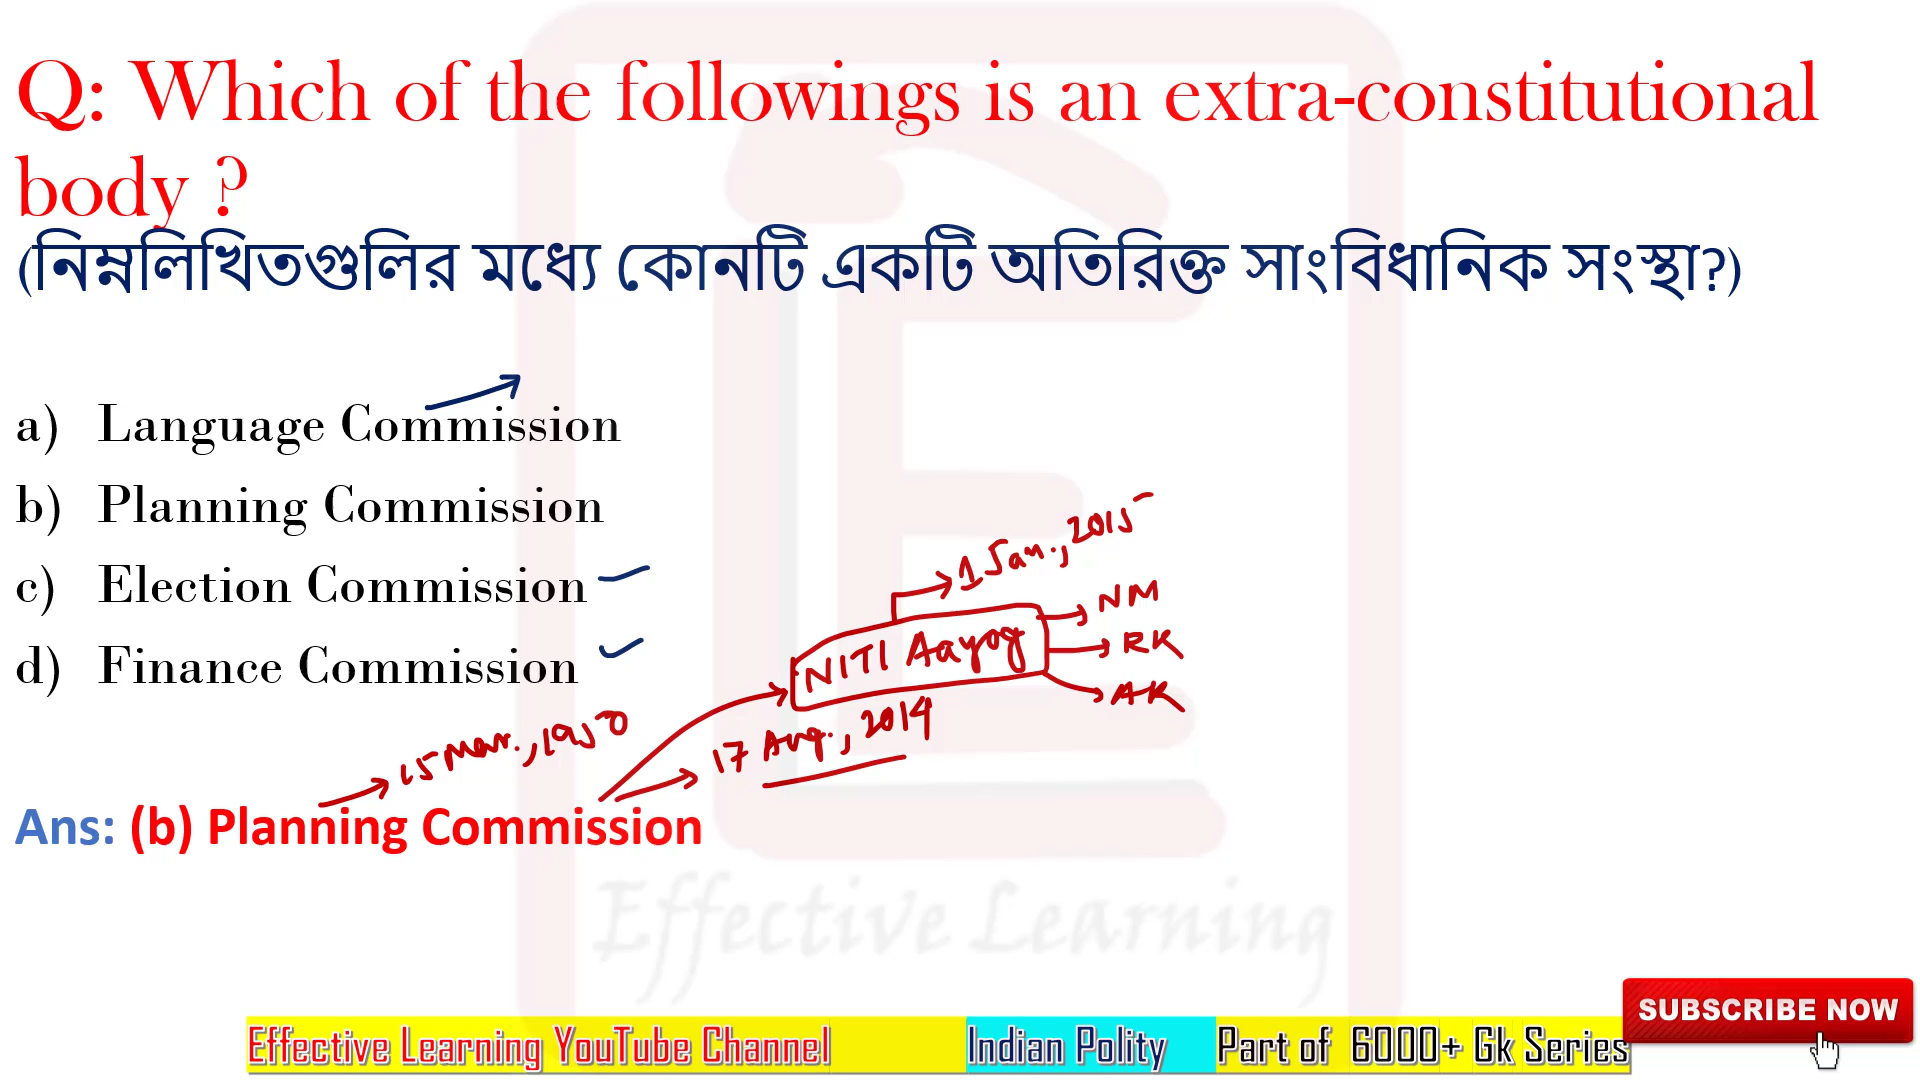 Q: Which of the followings is an extra-constitutional
body ?
(নিম্নলিখিতগুলির মধ্যে কোনটি একটি অতিরিক্ত সাংবিধানিক সংস্থা?)
a) Language Commission
b) Planning Commission
c) Election Commission
d) Finance Commission
1 Jan., 2015
NM
NITI Aayog
RK
AK
15 Mar., 1950
17 Aug., 2014
Ans: (b) Planning Commission
Effective Learning
SUBSCRIBE NOW
Effective Learning YouTube Channel Indian Polity Part of 6000+ Gk Series